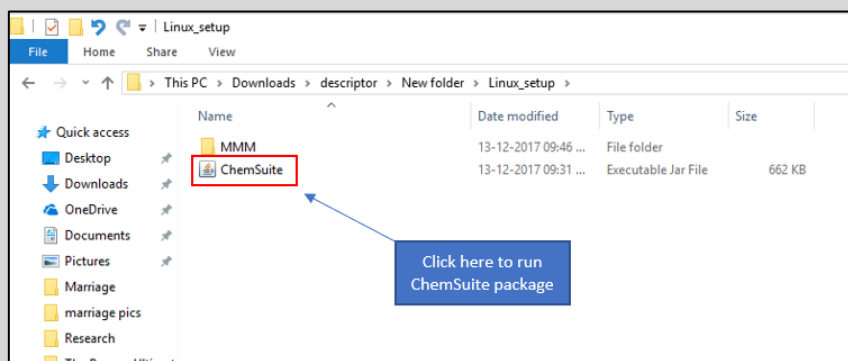 Linux_setup
File Home Share View
This PC > Downloads > descriptor > New folder > Linux_setup >
Name Date modified Type Size
Quick access
Desktop
Downloads
OneDrive
Documents
Pictures
Marriage
marriage pics
Research
MMM 13-12-2017 09:46 ... File folder
ChemSuite 13-12-2017 09:31 ... Executable Jar File 662 KB
Click here to run
ChemSuite package